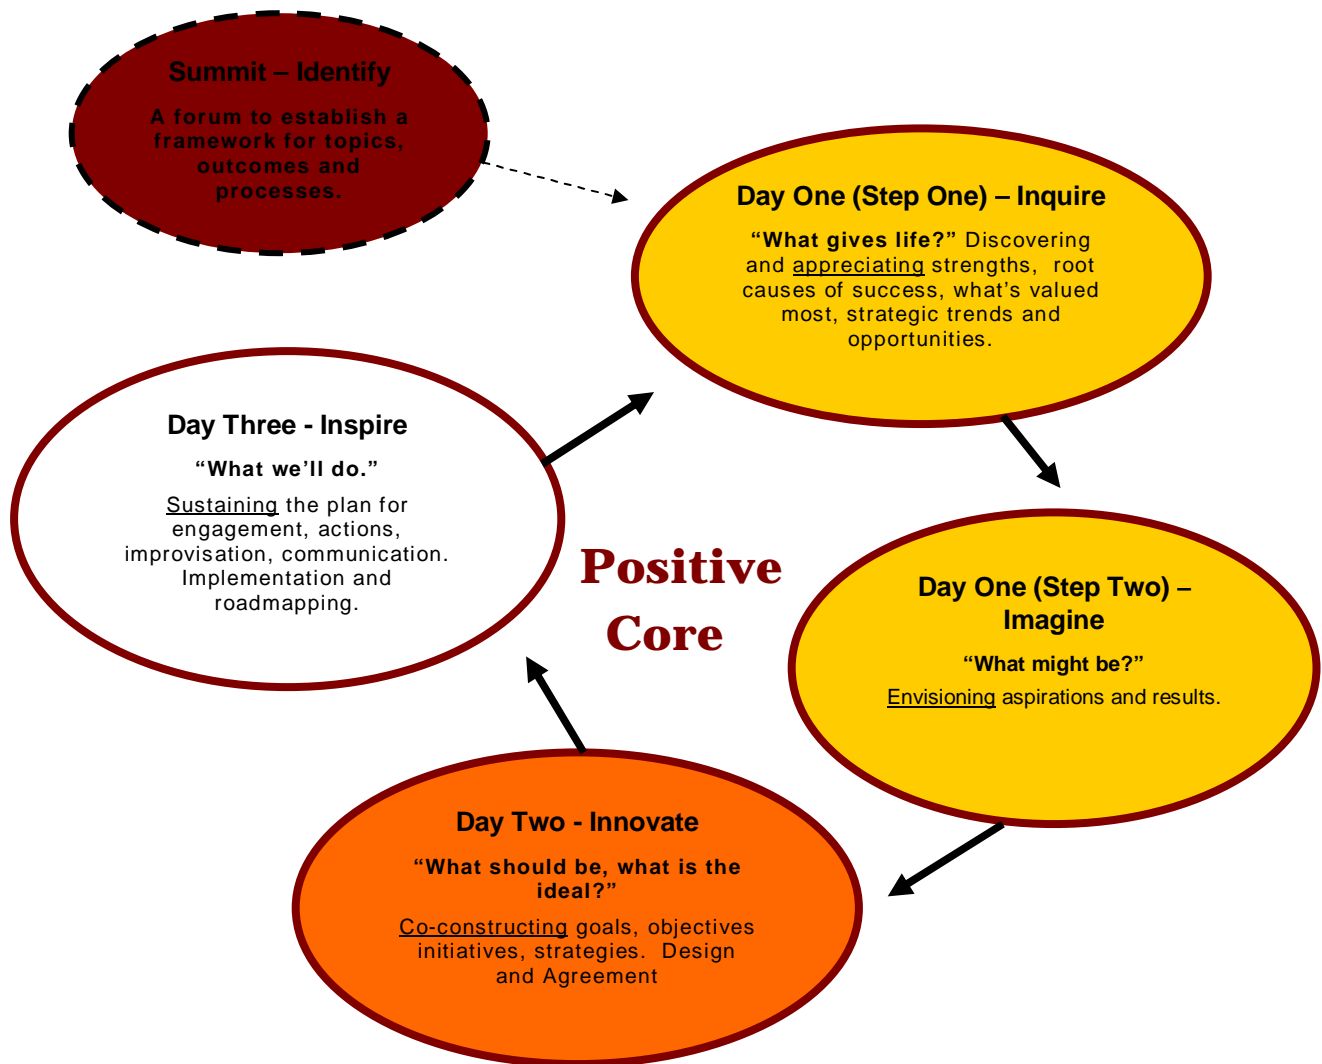 Summit – Identify
A forum to establish a
framework for topics,
outcomes and
processes.
Day One (Step One) – Inquire
“What gives life?” Discovering
and appreciating strengths,  root
causes of success, what’s valued
most, strategic trends and
opportunities.
Day Three - Inspire
“What we’ll do.”
Sustaining the plan for
engagement, actions,
improvisation, communication.
Implementation and
roadmapping.
Positive
Core
Day One (Step Two) –
Imagine
“What might be?”
Envisioning aspirations and results.
Day Two - Innovate
“What should be, what is the
ideal?”
Co-constructing goals, objectives
initiatives, strategies.  Design
and Agreement